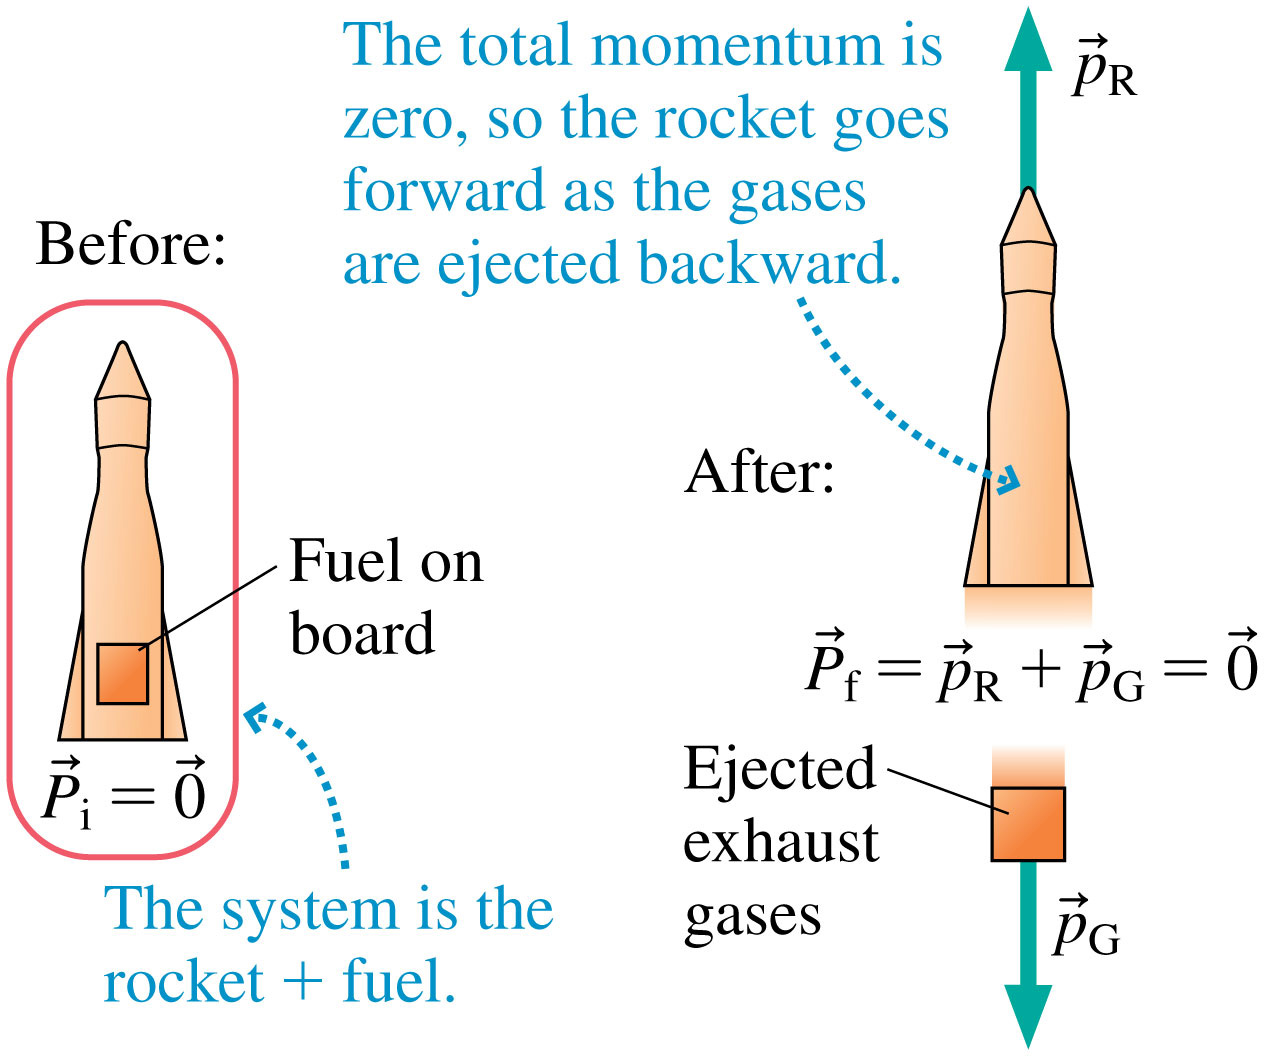 The total momentum is
zero, so the rocket goes
forward as the gases
are ejected backward.
Before:
Fuel on
board
P⃗i = 0⃗
The system is the
rocket + fuel.
p⃗R
After:
P⃗f = p⃗R + p⃗G = 0⃗
Ejected
exhaust
gases
p⃗G